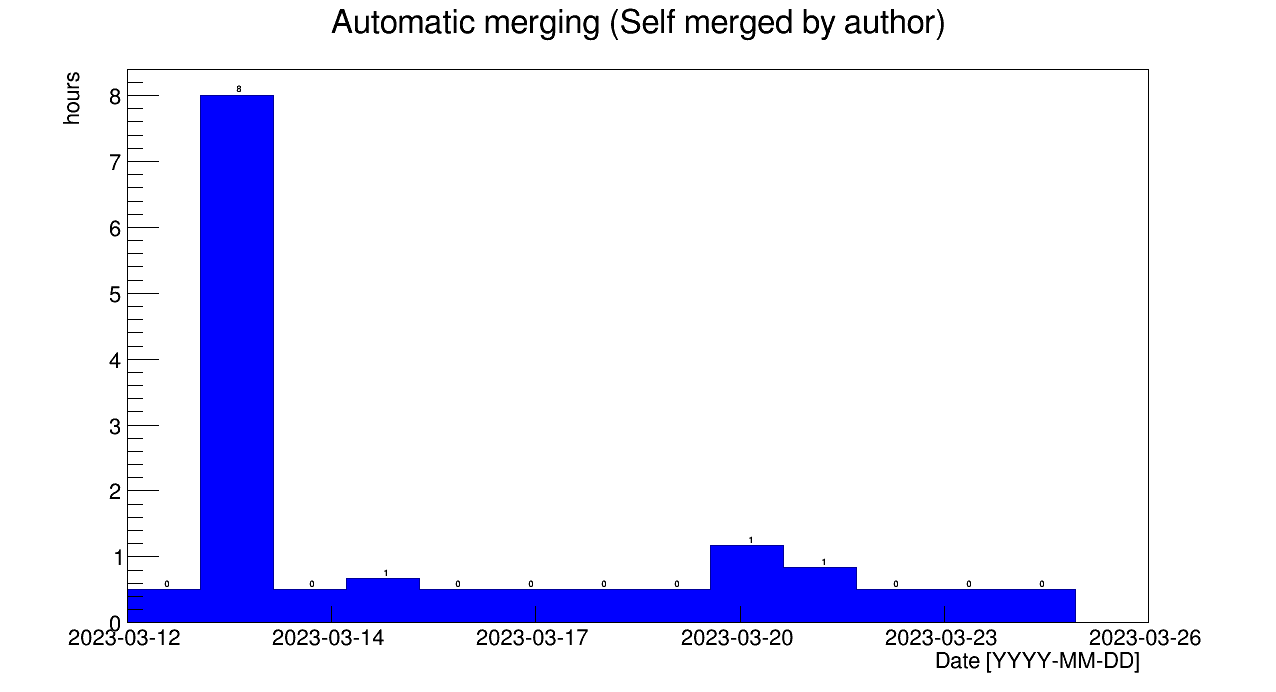 Automatic merging (Self merged by author)
hours
8
7
6
5
4
3
2
1
0
0 8 0 1 0 0 0 0 1 1 0 0 0
2023-03-12 2023-03-14 2023-03-17 2023-03-20 2023-03-23 2023-03-26
Date [YYYY-MM-DD]